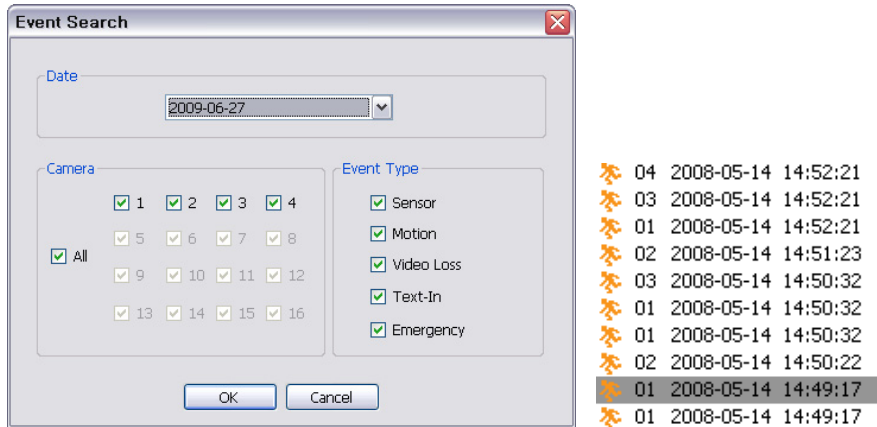 Event Search
Date
2009-06-27
Camera
All
1 2 3 4
5 6 7 8
9 10 11 12
13 14 15 16
Event Type
Sensor
Motion
Video Loss
Text-In
Emergency
OK Cancel
04 2008-05-14 14:52:21
03 2008-05-14 14:52:21
01 2008-05-14 14:52:21
02 2008-05-14 14:51:23
03 2008-05-14 14:50:32
01 2008-05-14 14:50:32
01 2008-05-14 14:50:32
02 2008-05-14 14:50:22
01 2008-05-14 14:49:17
01 2008-05-14 14:49:17